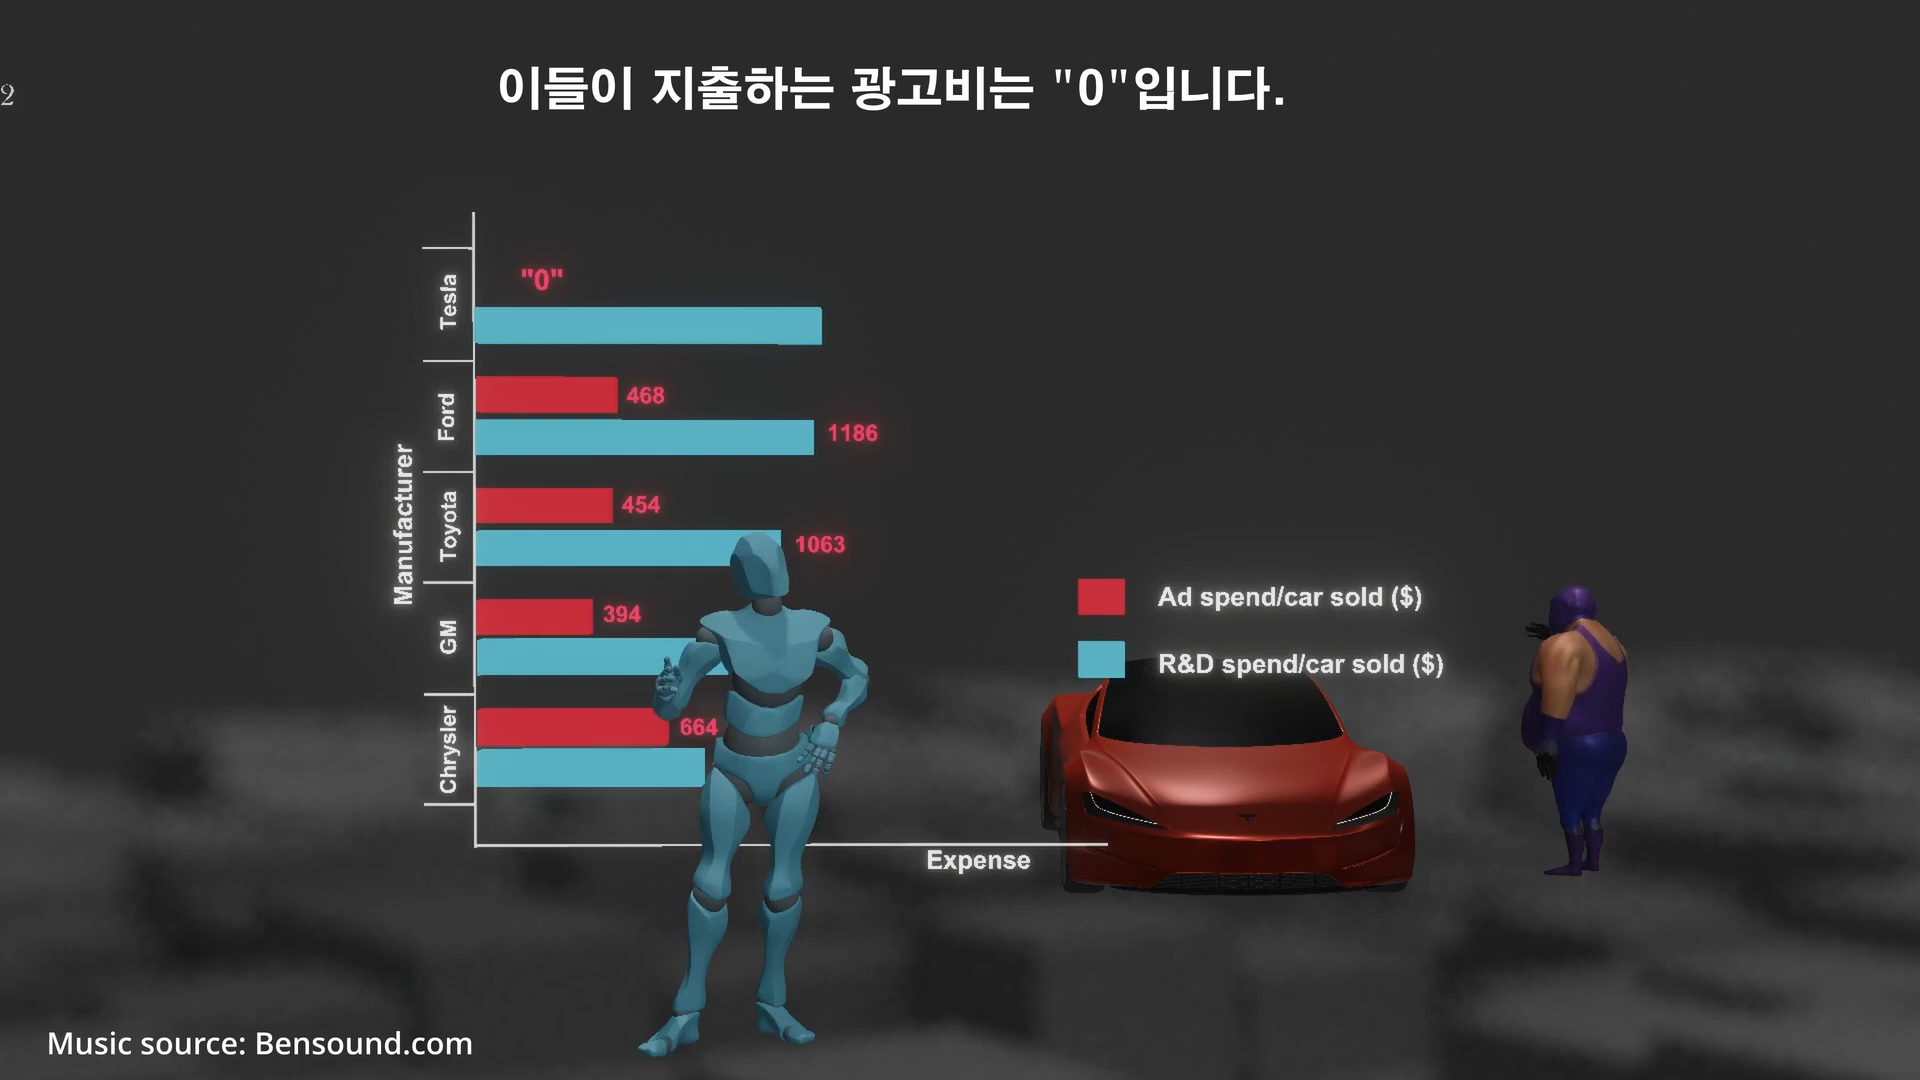 2
이들이 지출하는 광고비는 "0"입니다.
Manufacturer
Tesla
"0"
Ford
468
1186
Toyota
454
1063
GM
394
Chrysler
664
Expense
Ad spend/car sold ($)
R&D spend/car sold ($)
Music source: Bensound.com